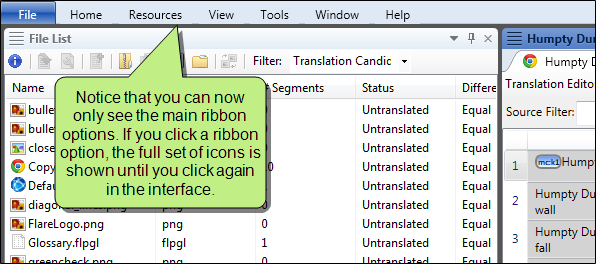 File Home Resources View Tools Window Help
File List
Filter: Translation Candic
Name Segments Status Differe
bulle Untranslated Equal
bulle Untranslated Equal
close Untranslated Equal
Copy 0 Untranslated Equal
Defau Untranslated Equal
Untranslated Equal
FlareLogo.png png 0 Untranslated Equal
Glossary.flpgl flpgl 1 Untranslated Equal
greencheck.png png 0 Untranslated Equal
Notice that you can now
only see the main ribbon
options. If you click a ribbon
option, the full set of icons is
shown until you click again
in the interface.
Humpty Du
Humpty Du
Translation Editor
Source Filter:
1 mck1 Humpty
2 Humpty Du
wall
3 Humpty Du
fall